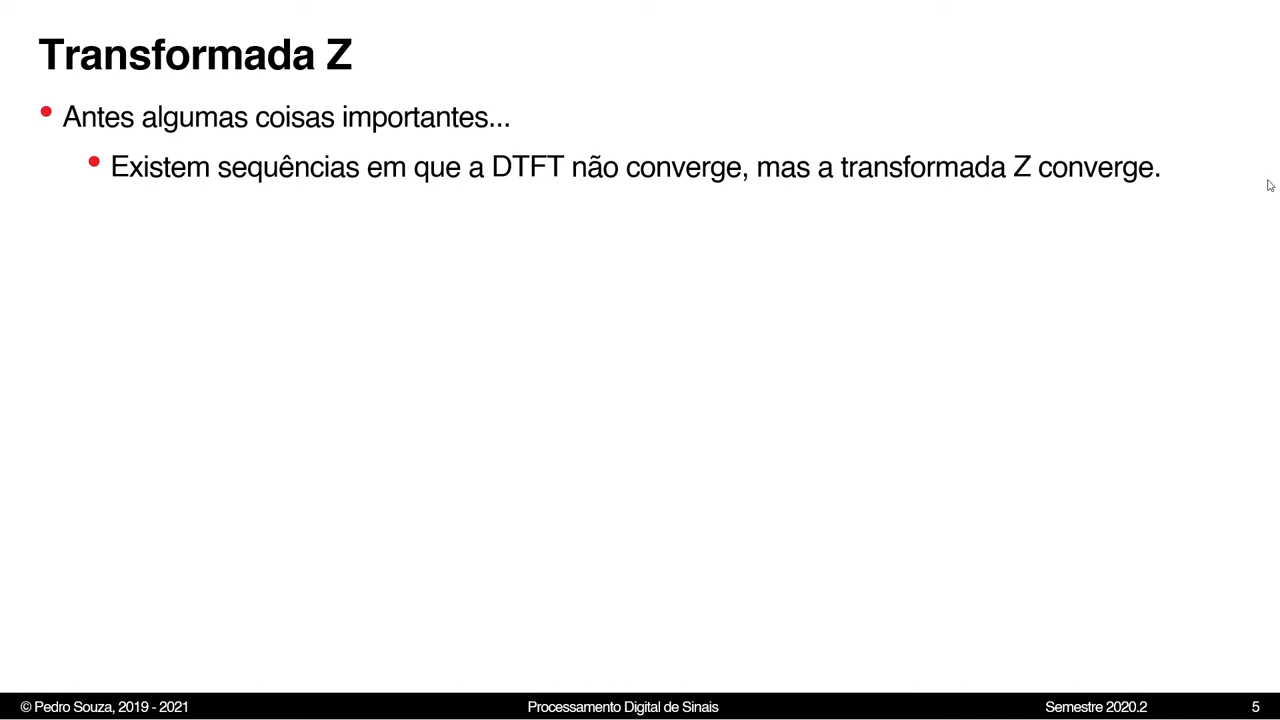 Transformada Z
• Antes algumas coisas importantes...
• Existem sequências em que a DTFT não converge, mas a transformada Z converge.
© Pedro Souza, 2019 - 2021
Processamento Digital de Sinais
Semestre 2020.2
5